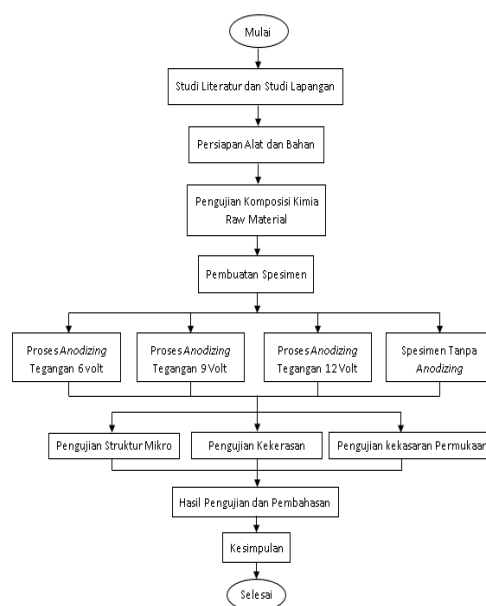 Mulai
Studi Literatur dan Studi Lapangan
Persiapan Alat dan Bahan
Pengujian Komposisi Kimia
Raw Material
Pembuatan Spesimen
Proses Anodizing
Tegangan 6 volt
Proses Anodizing
Tegangan 9 Volt
Proses Anodizing
Tegangan 12 Volt
Spesimen Tanpa
Anodizing
Pengujian Struktur Mikro
Pengujian Kekerasan
Pengujian kekasaran Permukaan
Hasil Pengujian dan Pembahasan
Kesimpulan
Selesai